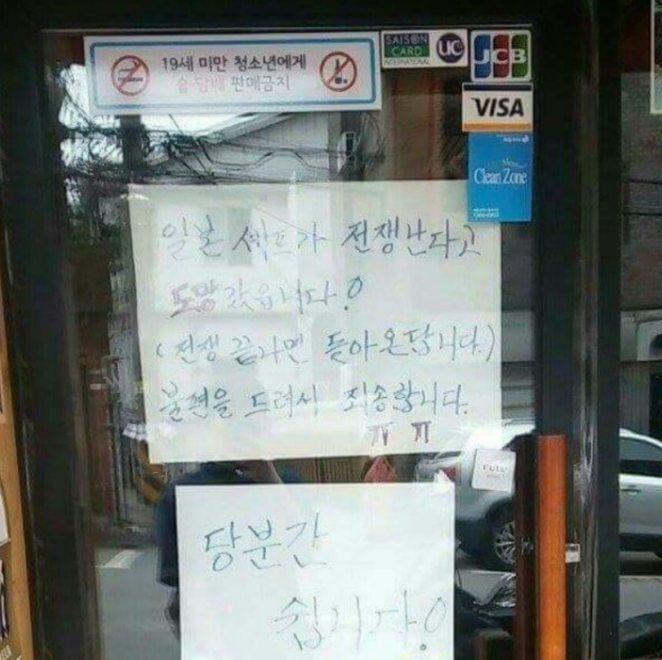 19세 미만 청소년에게
술 담배 판매금지
SAISON
CARD
INTERNATIONAL
UC
JCB
VISA
Clean Zone
일본 셰프가 전쟁난다고
도망갔읍니다!
(전쟁 끝나면 돌아온답니다.)
불편을 드려서 죄송합니다.
ㅠ ㅠ
당분간
쉽니다!